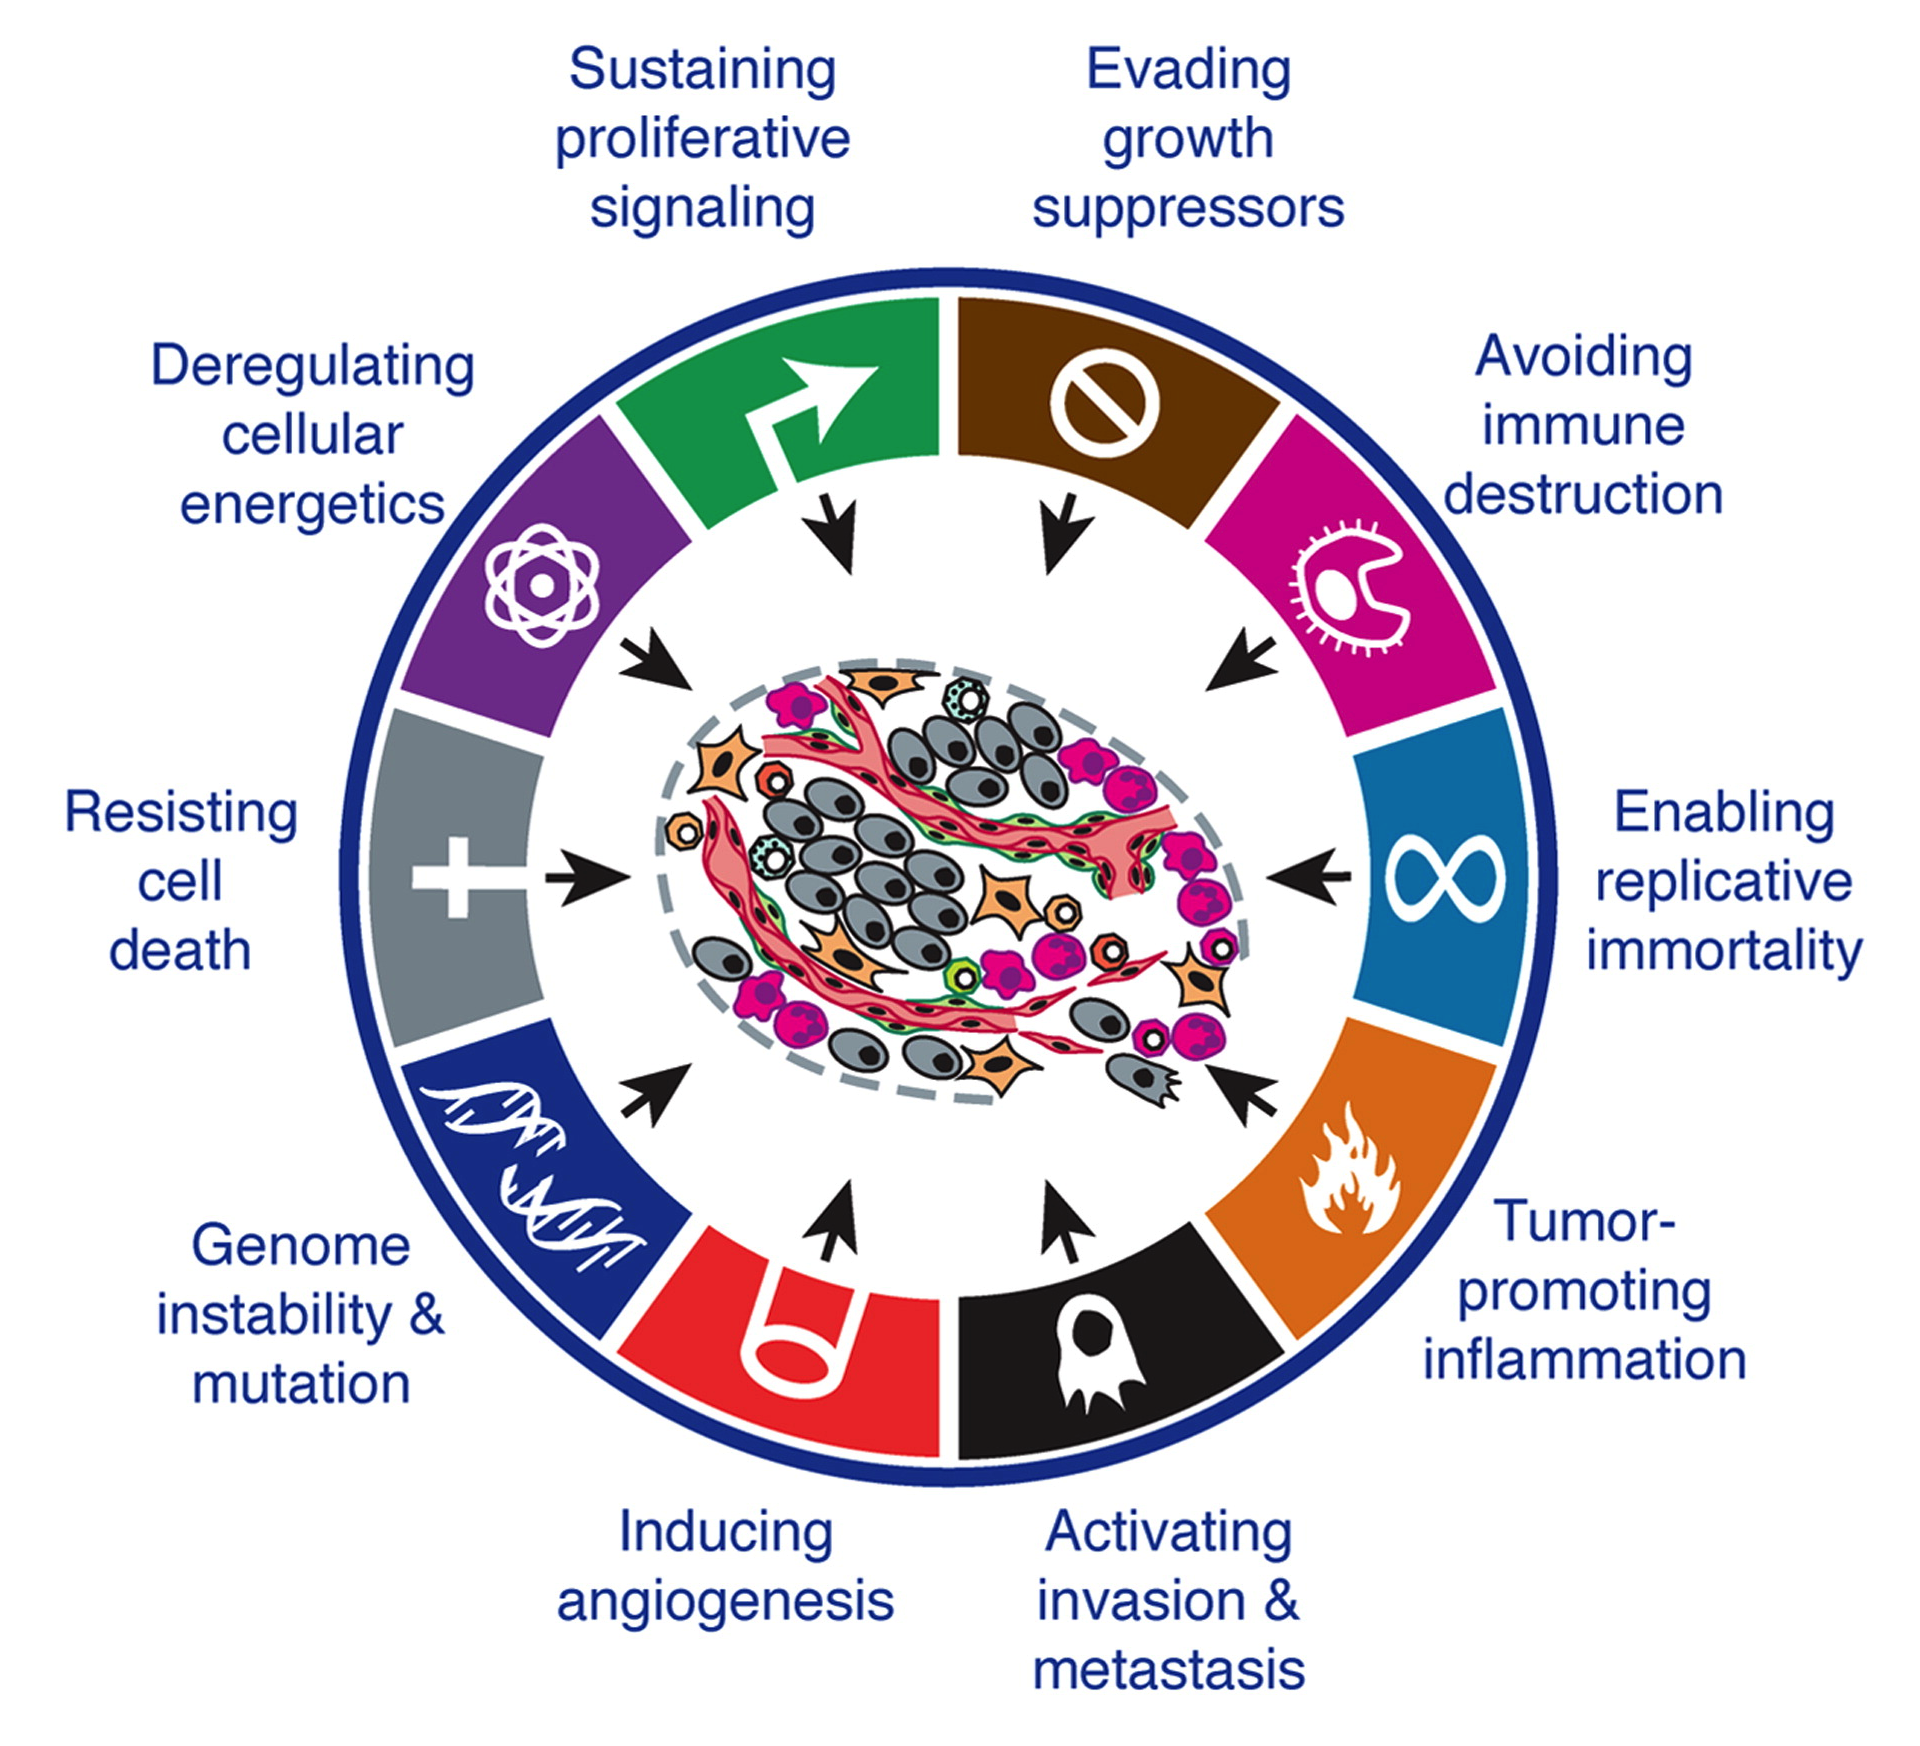 Sustaining
proliferative
signaling
Evading
growth
suppressors
Avoiding
immune
destruction
Enabling
replicative
immortality
Tumor-
promoting
inflammation
Activating
invasion &
metastasis
Inducing
angiogenesis
Genome
instability &
mutation
Resisting
cell
death
Deregulating
cellular
energetics